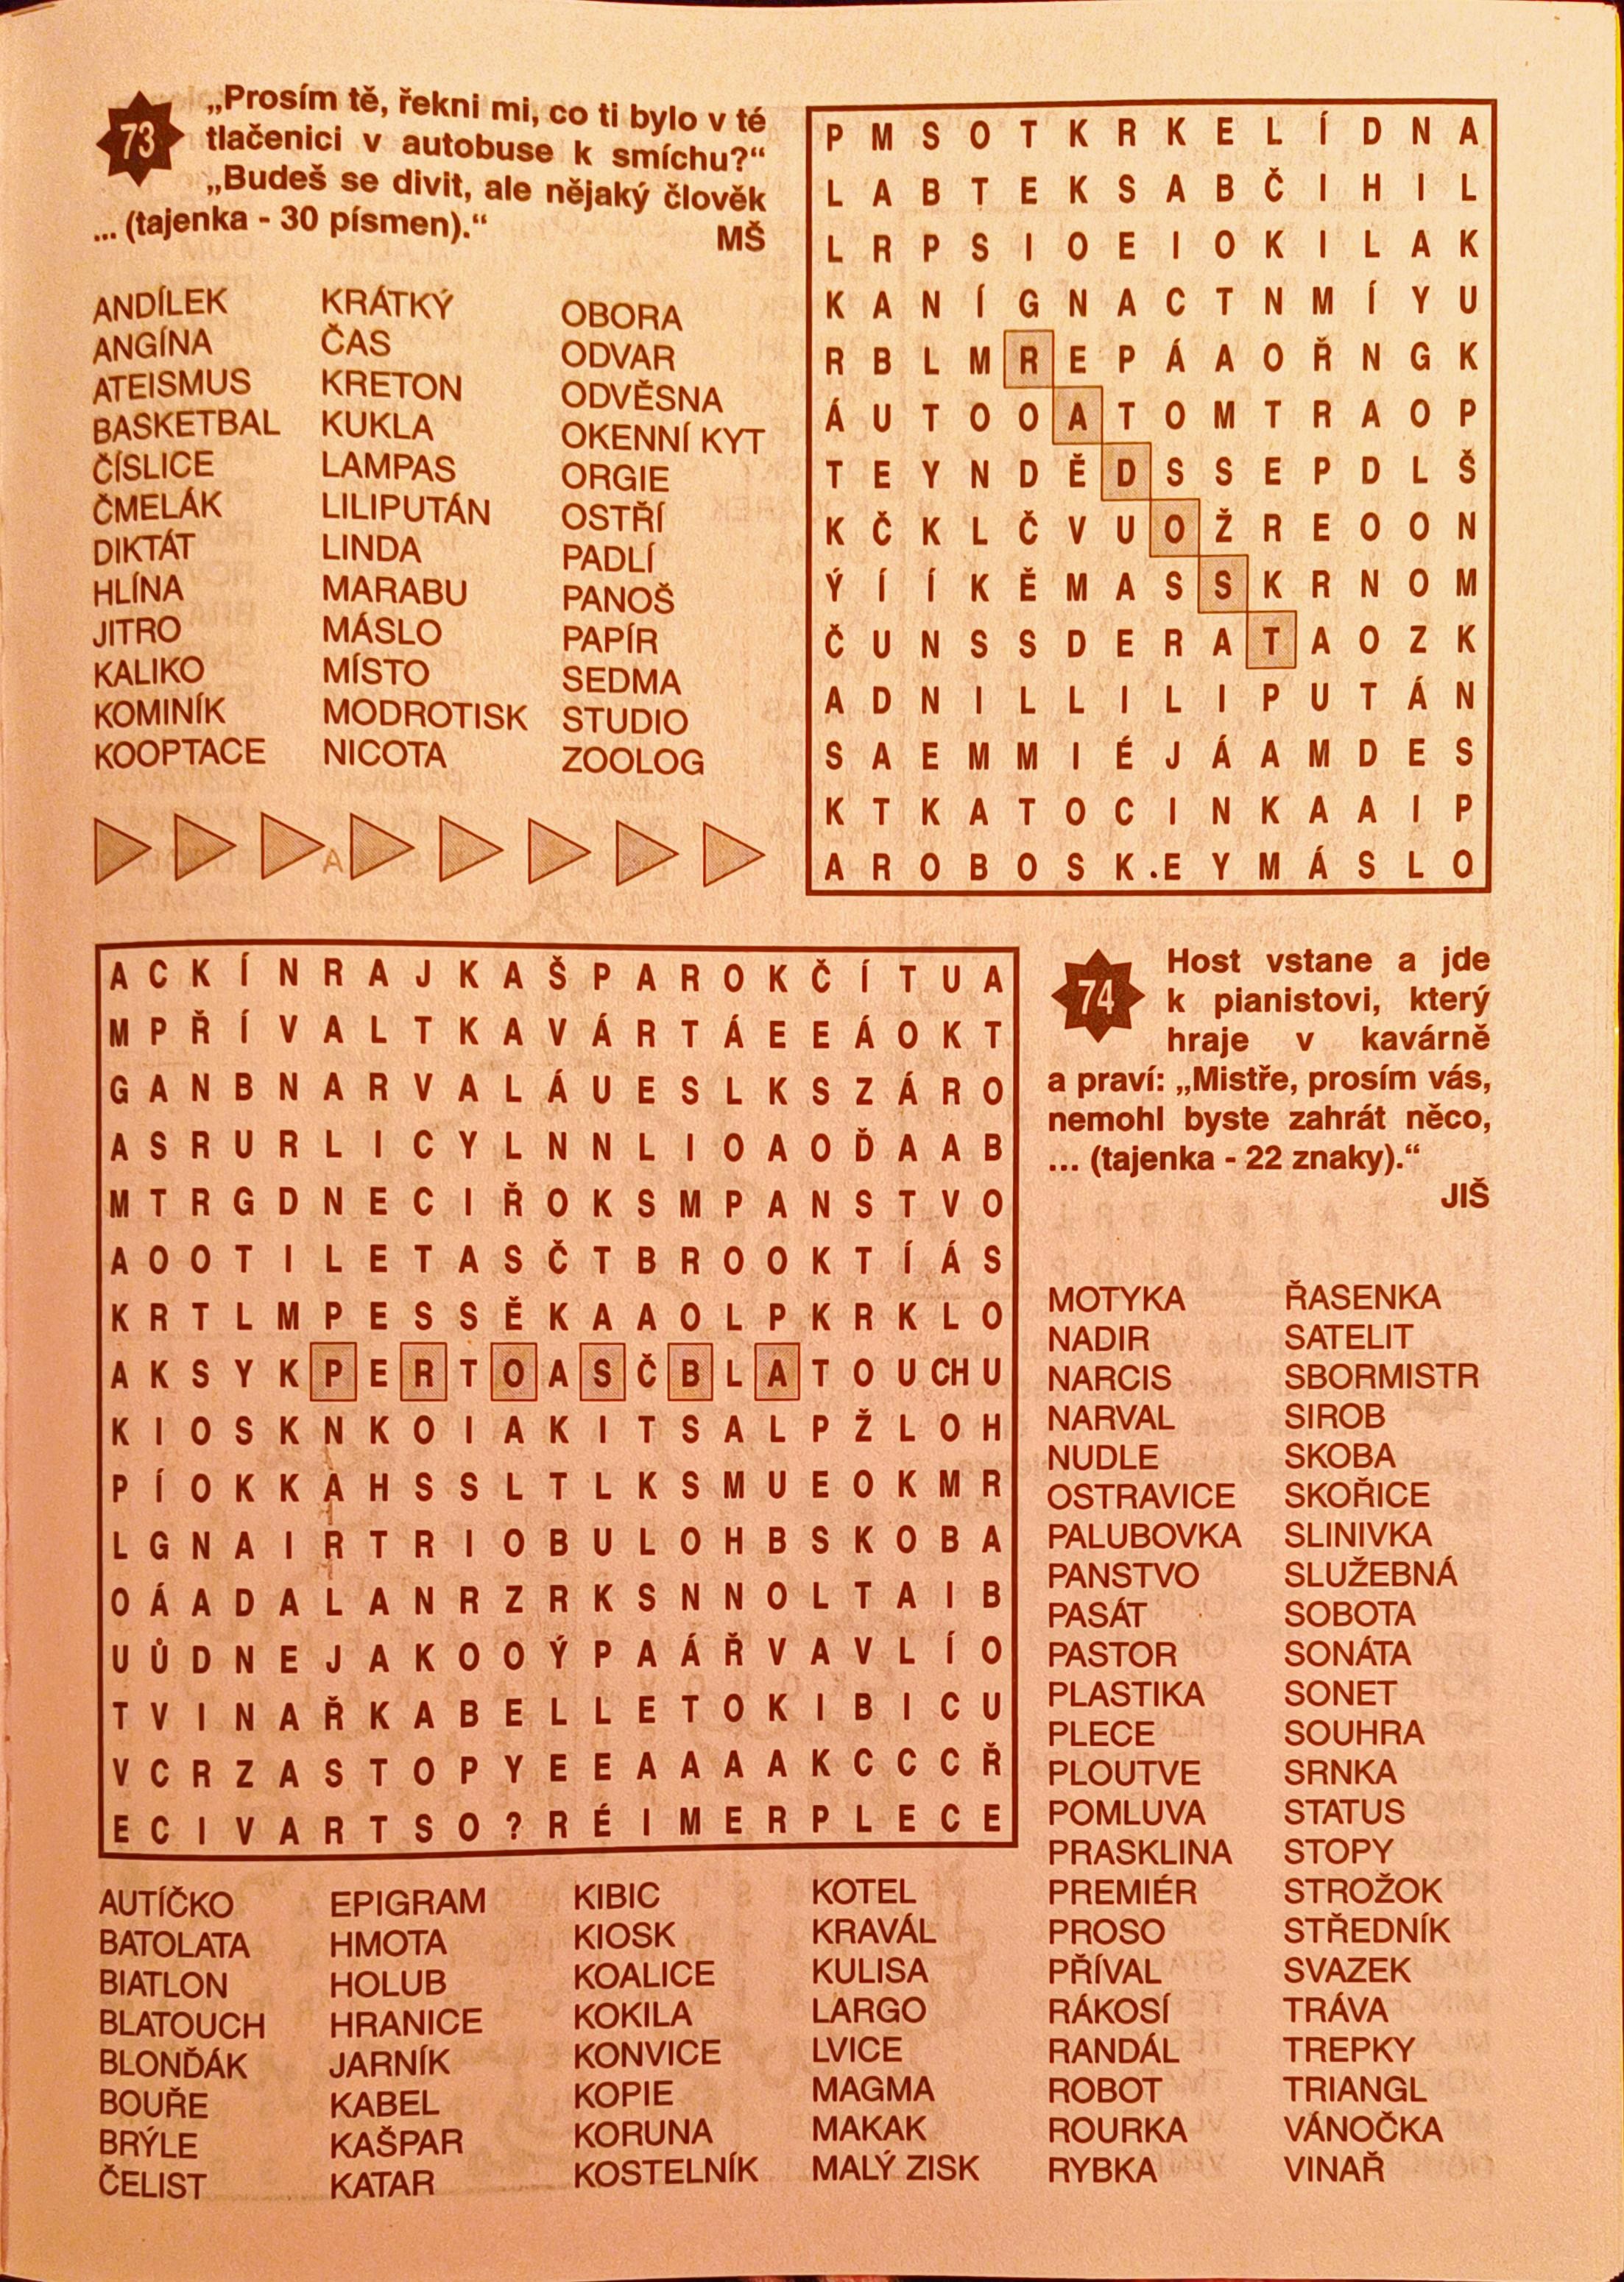 73
„Prosím tě, řekni mi, co ti bylo v té
tlačenici v autobuse k smíchu?“
„Budeš se divit, ale nějaký člověk
... (tajenka - 30 písmen).“
MŠ
ANDÍLEK
ANGÍNA
ATEISMUS
BASKETBAL
ČÍSLICE
ČMELÁK
DIKTÁT
HLÍNA
JITRO
KALIKO
KOMINÍK
KOOPTACE
KRÁTKÝ
ČAS
KRETON
KUKLA
LAMPAS
LILIPUTÁN
LINDA
MARABU
MÁSLO
MÍSTO
MODROTISK
NICOTA
OBORA
ODVAR
ODVĚSNA
OKENNÍ KYT
ORGIE
OSTŘÍ
PADLÍ
PANOŠ
PAPÍR
SEDMA
STUDIO
ZOOLOG
P M S O T K R K E L Í D N A
L A B T E K S A B Č I H I L
L R P S I O E I O K I L A K
K A N Í G N A C T N M Í Y U
R B L M R E P Á A O Ř N G K
Á U T O O A T O M T R A O P
T E Y N D Ě D S S E P D L Š
K Č K L Č V U O Ž R E O O N
Ý Í Í K Ě M A S S K R N O M
Č U N S S D E R A T A O Z K
A D N I L L I L I P U T Á N
S A E M M I É J Á A M D E S
K T K A T O C I N K A A I P
A R O B O S K . E Y M Á S L O
A C K Í N R A J K A Š P A R O K Č Í T U A
M P Ř Í V A L T K A V Á R T Á E E Á O K T
G A N B N A R V A L Á U E S L K S Z Á R O
A S R U R L I C Y L N N L I O A O Ď A A B
M T R G D N E C I Ř O K S M P A N S T V O
A O O T I L E T A S Č T B R O O K T Í Á S
K R T L M P E S S Ě K A A O L P K R K L O
A K S Y K P E R T O A S Č B L A T O U CH U
K I O S K N K O I A K I T S A L P Ž L O H
P Í O K K A H S S L T L K S M U E O K M R
L G N A I R T R I O B U L O H B S K O B A
O Á A D A L A N R Z R K S N N O L T A I B
U Ů D N E J A K O O Ý P A Á Ř V A V L Í O
T V I N A Ř K A B E L L E T O K I B I C U
V C R Z A S T O P Y E E A A A A K C C C Ř
E C I V A R T S O ? R É I M E R P L E C E
74
Host vstane a jde
k pianistovi, který
hraje v kavárně
a praví: „Mistře, prosím vás,
nemohl byste zahrát něco,
... (tajenka - 22 znaky).“
JIŠ
AUTÍČKO
BATOLATA
BIATLON
BLATOUCH
BLONĎÁK
BOUŘE
BRÝLE
ČELIST
EPIGRAM
HMOTA
HOLUB
HRANICE
JARNÍK
KABEL
KAŠPAR
KATAR
KIBIC
KIOSK
KOALICE
KOKILA
KONVICE
KOPIE
KORUNA
KOSTELNÍK
KOTEL
KRAVÁL
KULISA
LARGO
LVICE
MAGMA
MAKAK
MALÝ ZISK
MOTYKA
NADIR
NARCIS
NARVAL
NUDLE
OSTRAVICE
PALUBOVKA
PANSTVO
PASÁT
PASTOR
PLASTIKA
PLECE
PLOUTVE
POMLUVA
PRASKLINA
PREMIÉR
PROSO
PŘÍVAL
RÁKOSÍ
RANDÁL
ROBOT
ROURKA
RYBKA
ŘASENKA
SATELIT
SBORMISTR
SIROB
SKOBA
SKOŘICE
SLINIVKA
SLUŽEBNÁ
SOBOTA
SONÁTA
SONET
SOUHRA
SRNKA
STATUS
STOPY
STROŽOK
STŘEDNÍK
SVAZEK
TRÁVA
TREPKY
TRIANGL
VÁNOČKA
VINAŘ